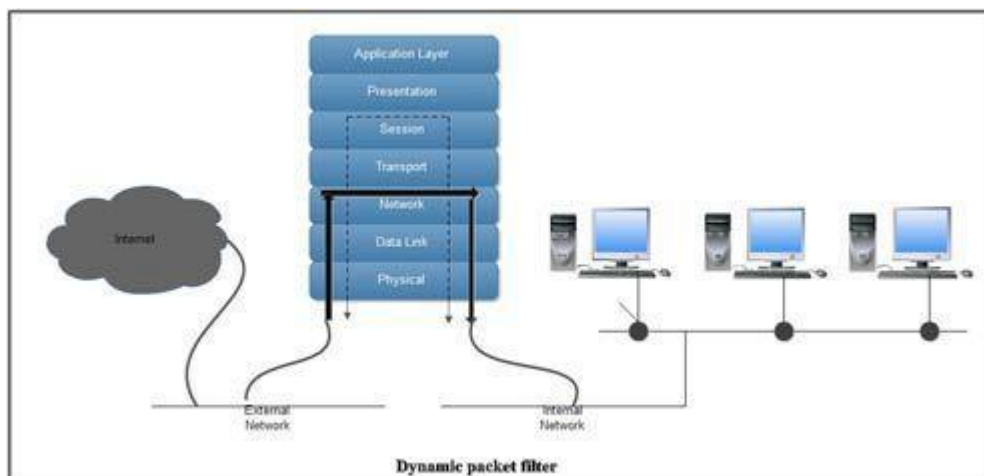 Application Layer
Presentation
Session
Transport
Network
Data Link
Physical
Internet
External
Network
Internal
Network
Dynamic packet filter